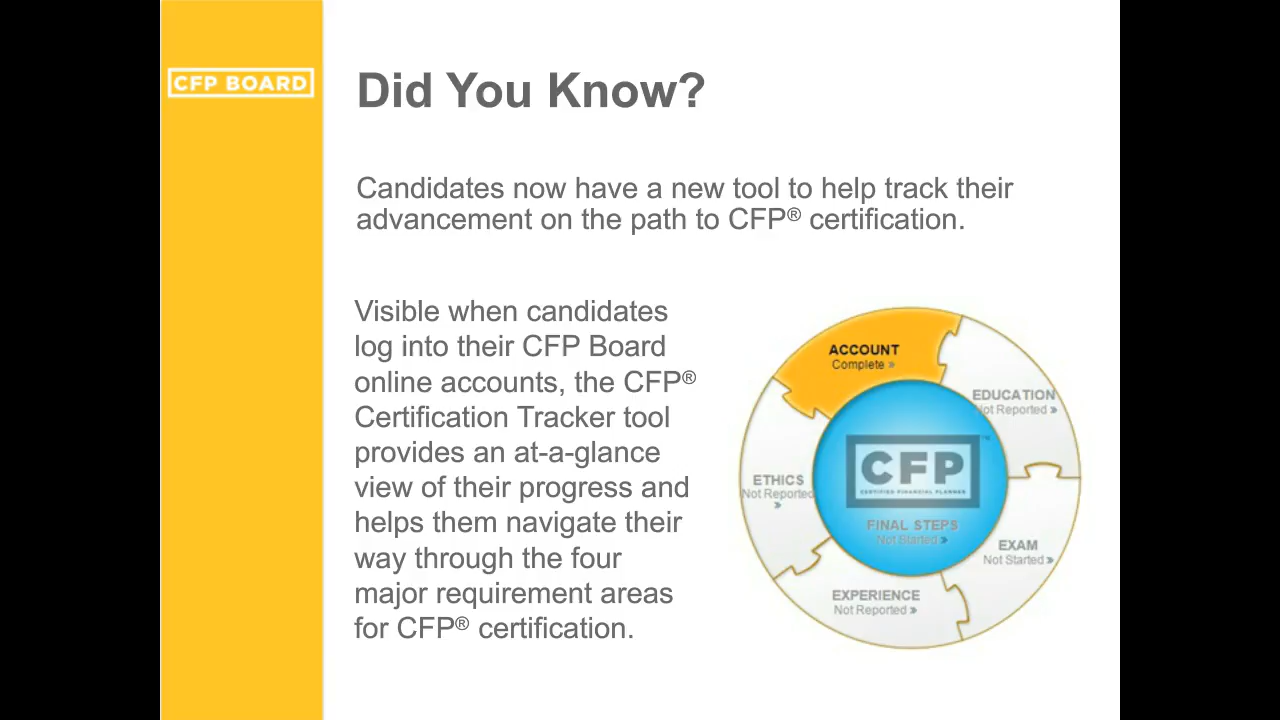 CFP BOARD
Did You Know?
Candidates now have a new tool to help track their
advancement on the path to CFP® certification.
Visible when candidates
log into their CFP Board
online accounts, the CFP®
Certification Tracker tool
provides an at-a-glance
view of their progress and
helps them navigate their
way through the four
major requirement areas
for CFP® certification.
ACCOUNT
Complete »
EDUCATION
Not Reported »
EXAM
Not Started »
EXPERIENCE
Not Reported »
ETHICS
Not Reported
»
CFP™
CERTIFIED FINANCIAL PLANNER
FINAL STEPS
Not Started »